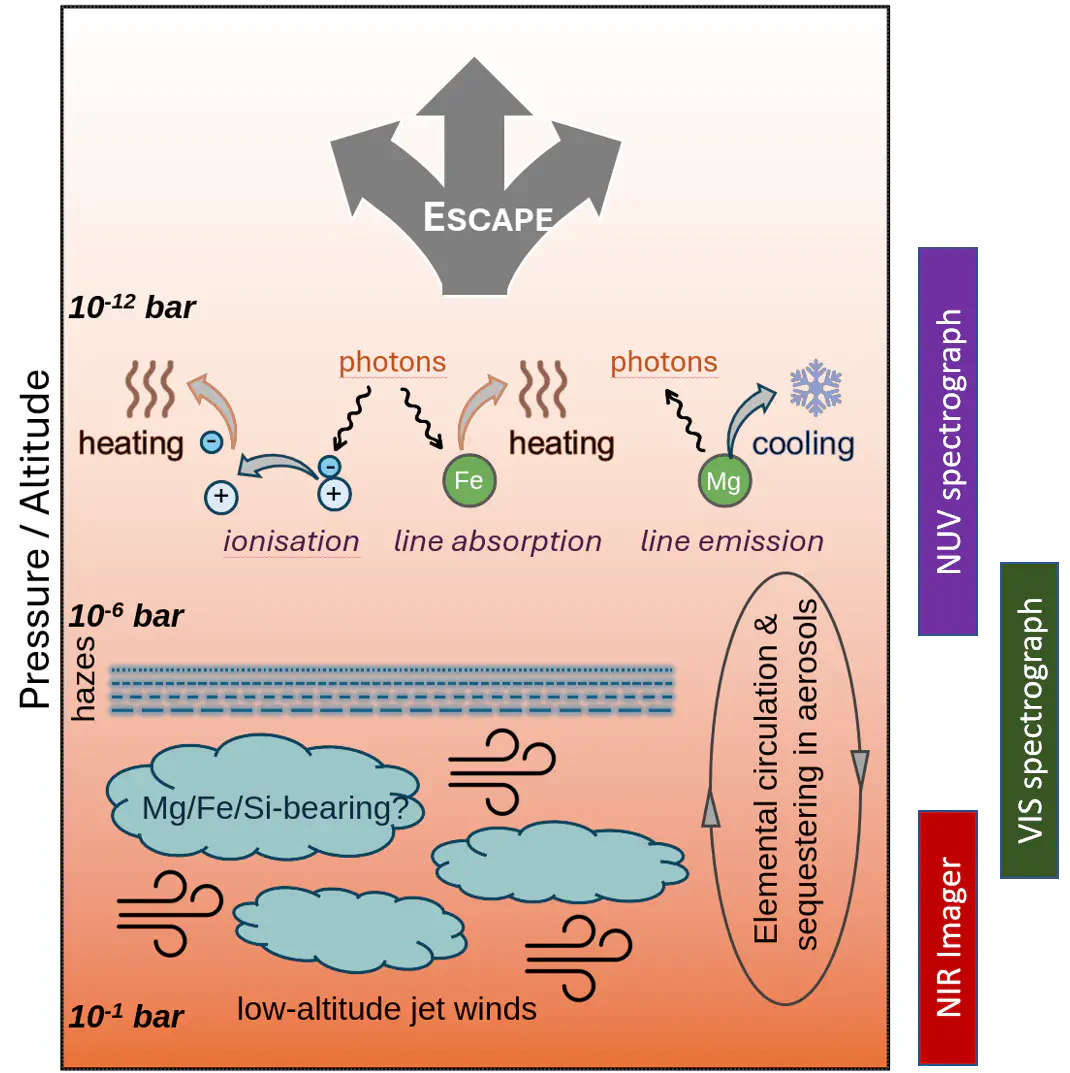 ESCAPE
10-12 bar
photons
photons
heating
heating
cooling
- 
-
+
+
Fe
Mg
ionisation
line absorption
line emission
10-6 bar
hazes
Mg/Fe/Si-bearing?
Elemental circulation &
sequestering in aerosols
10-1 bar
low-altitude jet winds
Pressure / Altitude
NUV spectrograph
VIS spectrograph
NIR Imager